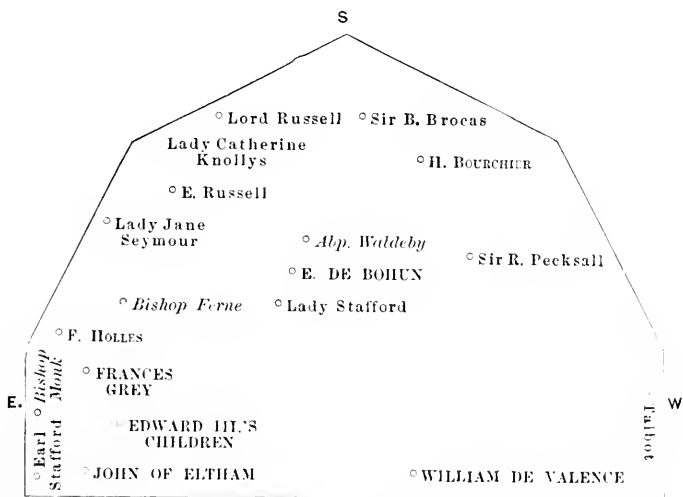 S
Lord Russell
Sir B. Brocas
Lady Catherine
Knollys
H. BOURCHIER
E. Russell
Lady Jane
Seymour
Abp. Waldeby
Sir R. Pecksall
E. DE BOHUN
Bishop Ferne
Lady Stafford
F. HOLLES
Bishop
Monk
FRANCES
GREY
E.
W
Talbot
Earl
Stafford
EDWARD III.'S
CHILDREN
JOHN OF ELTHAM
WILLIAM DE VALENCE